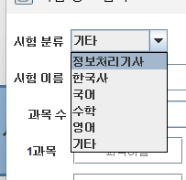 시험 분류 기타
정보처리기사
시험 이름 한국사
국어
과목 수 수학
영어
1과목 기타